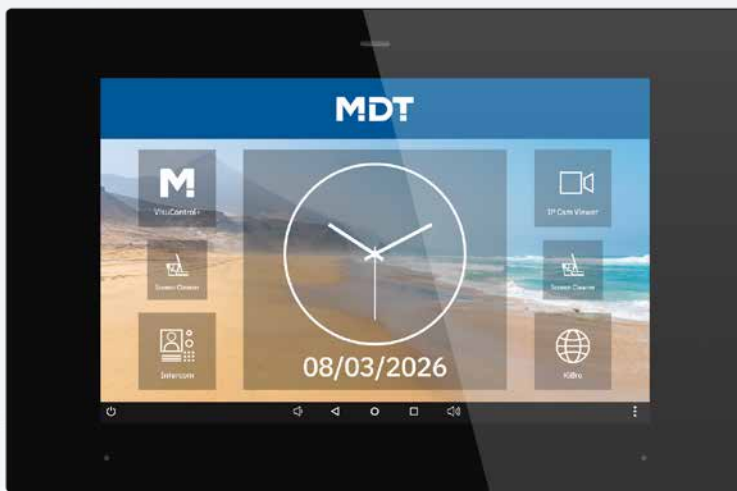 MDT
VisuControl+
IP Cam Viewer
Screen Cleaner
Screen Cleaner
Intercom
08/03/2026
KiBro